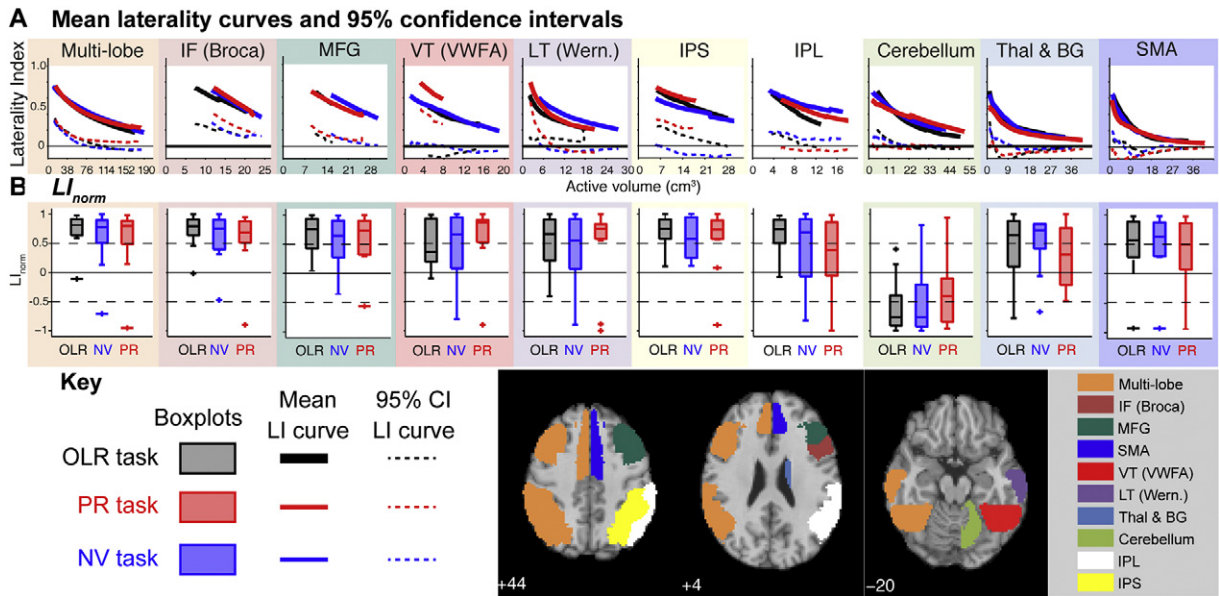 A Mean laterality curves and 95% confidence intervals
Multi-lobe IF (Broca) MFG VT (VWFA) LT (Wern.) IPS IPL Cerebellum Thal & BG SMA
Laterality Index
1.0
0.5
0
0 38 76 114 152 190
0 5 10 15 20 25
0 7 14 21 28
0 8 16 24 32 40
0 6 12 18 24 30
0 7 14 21 28
0 4 8 12 16
0 11 22 33 44 55
0 9 18 27 36
0 9 18 27 36
Active volume (cm³)
B LInorm
LInorm
1
0.5
0
-0.5
-1
OLR NV PR OLR NV PR OLR NV PR OLR NV PR OLR NV PR OLR NV PR OLR NV PR OLR NV PR OLR NV PR OLR NV PR
Key
Boxplots
Mean LI curve
95% CI LI curve
OLR task
PR task
NV task
+44
+4
-20
Multi-lobe
IF (Broca)
MFG
SMA
VT (VWFA)
LT (Wern.)
Thal & BG
Cerebellum
IPL
IPS